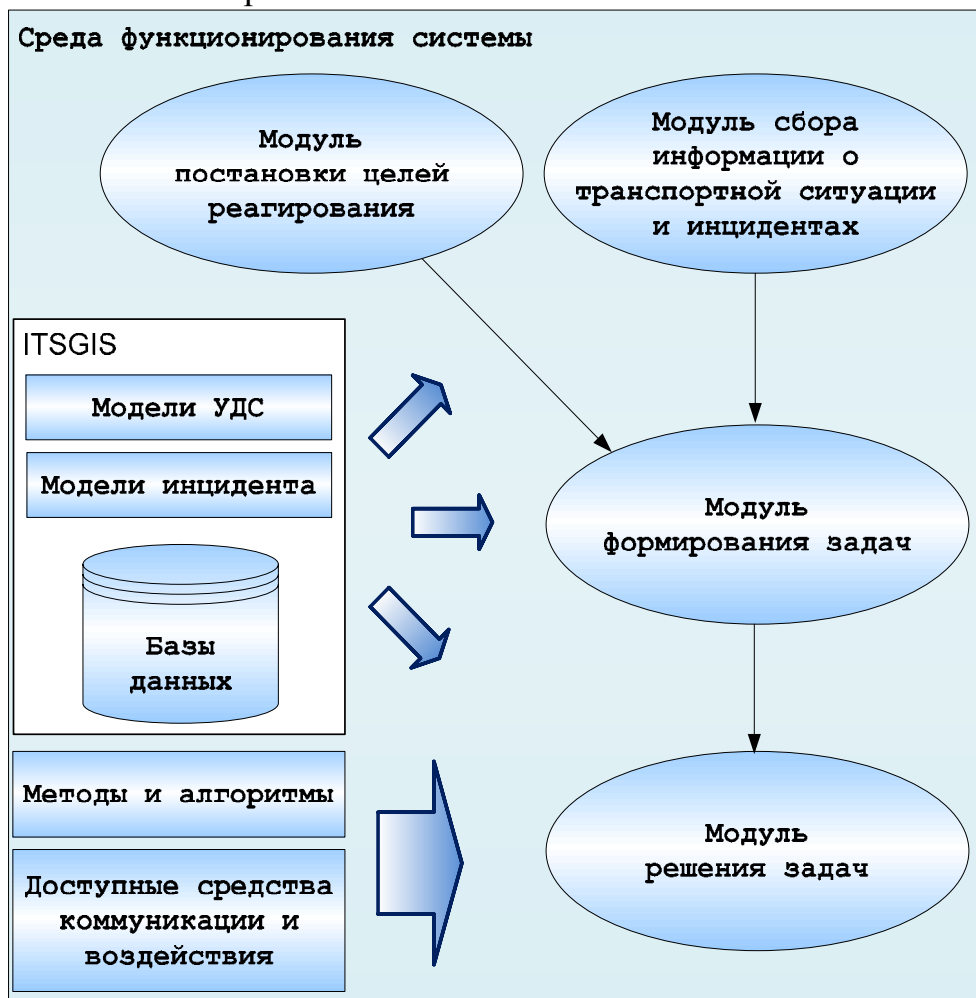 Среда функционирования системы
Модуль
постановки целей
реагирования
Модуль сбора
информации о
транспортной ситуации
и инцидентах
ITSGIS
Модели УДС
Модели инцидента
Базы
данных
Модуль
формирования задач
Методы и алгоритмы
Доступные средства
коммуникации и
воздействия
Модуль
решения задач